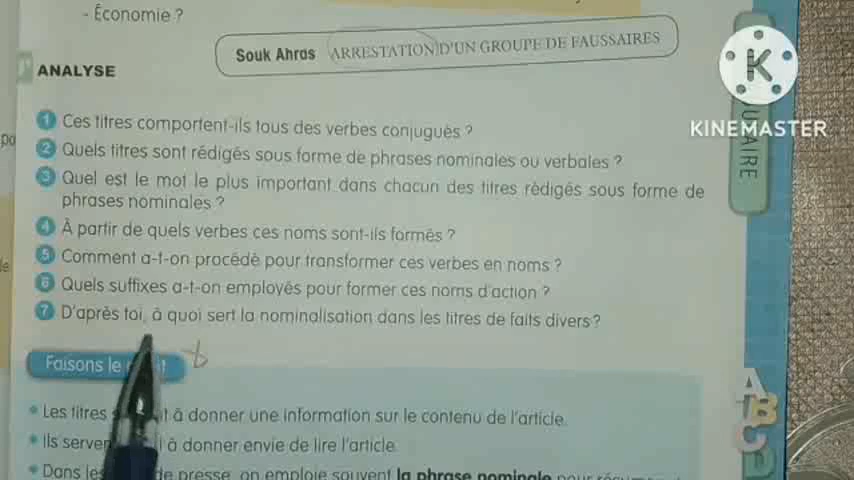 - Économie ?
Souk Ahras ARRESTATION D'UN GROUPE DE FAUSSAIRES
ANALYSE
1 Ces titres comportent-ils tous des verbes conjugués ?
2 Quels titres sont rédigés sous forme de phrases nominales ou verbales ?
3 Quel est le mot le plus important dans chacun des titres rédigés sous forme de
phrases nominales ?
4 À partir de quels verbes ces noms sont-ils formés ?
5 Comment a-t-on procédé pour transformer ces verbes en noms ?
6 Quels suffixes a-t-on employés pour former ces noms d'action ?
7 D'après toi, à quoi sert la nominalisation dans les titres de faits divers ?
Faisons le
Les titres à donner une information sur le contenu de l'article.
Ils à donner envie de lire l'article.
Dans de presse, on emploie souvent la phrase nominale pour
KINEMASTER
A
B
C